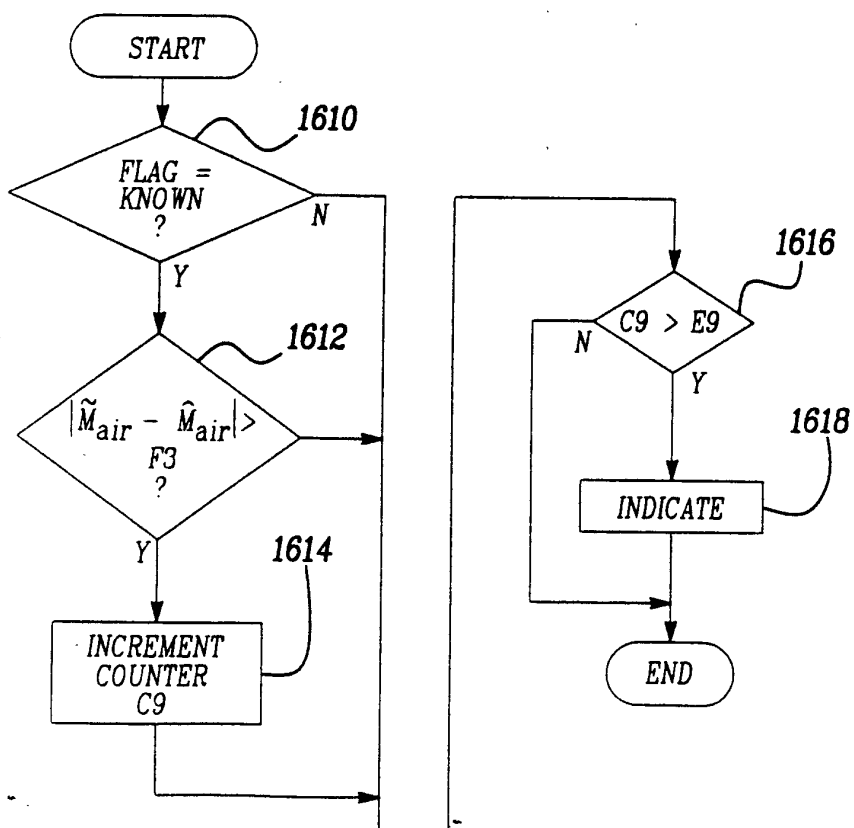 START
1610
FLAG =
KNOWN
?
N
Y
1612
|M̃air - M̂air| >
F3
?
Y
1614
INCREMENT
COUNTER
C9
1616
C9 > E9
N
Y
1618
INDICATE
END